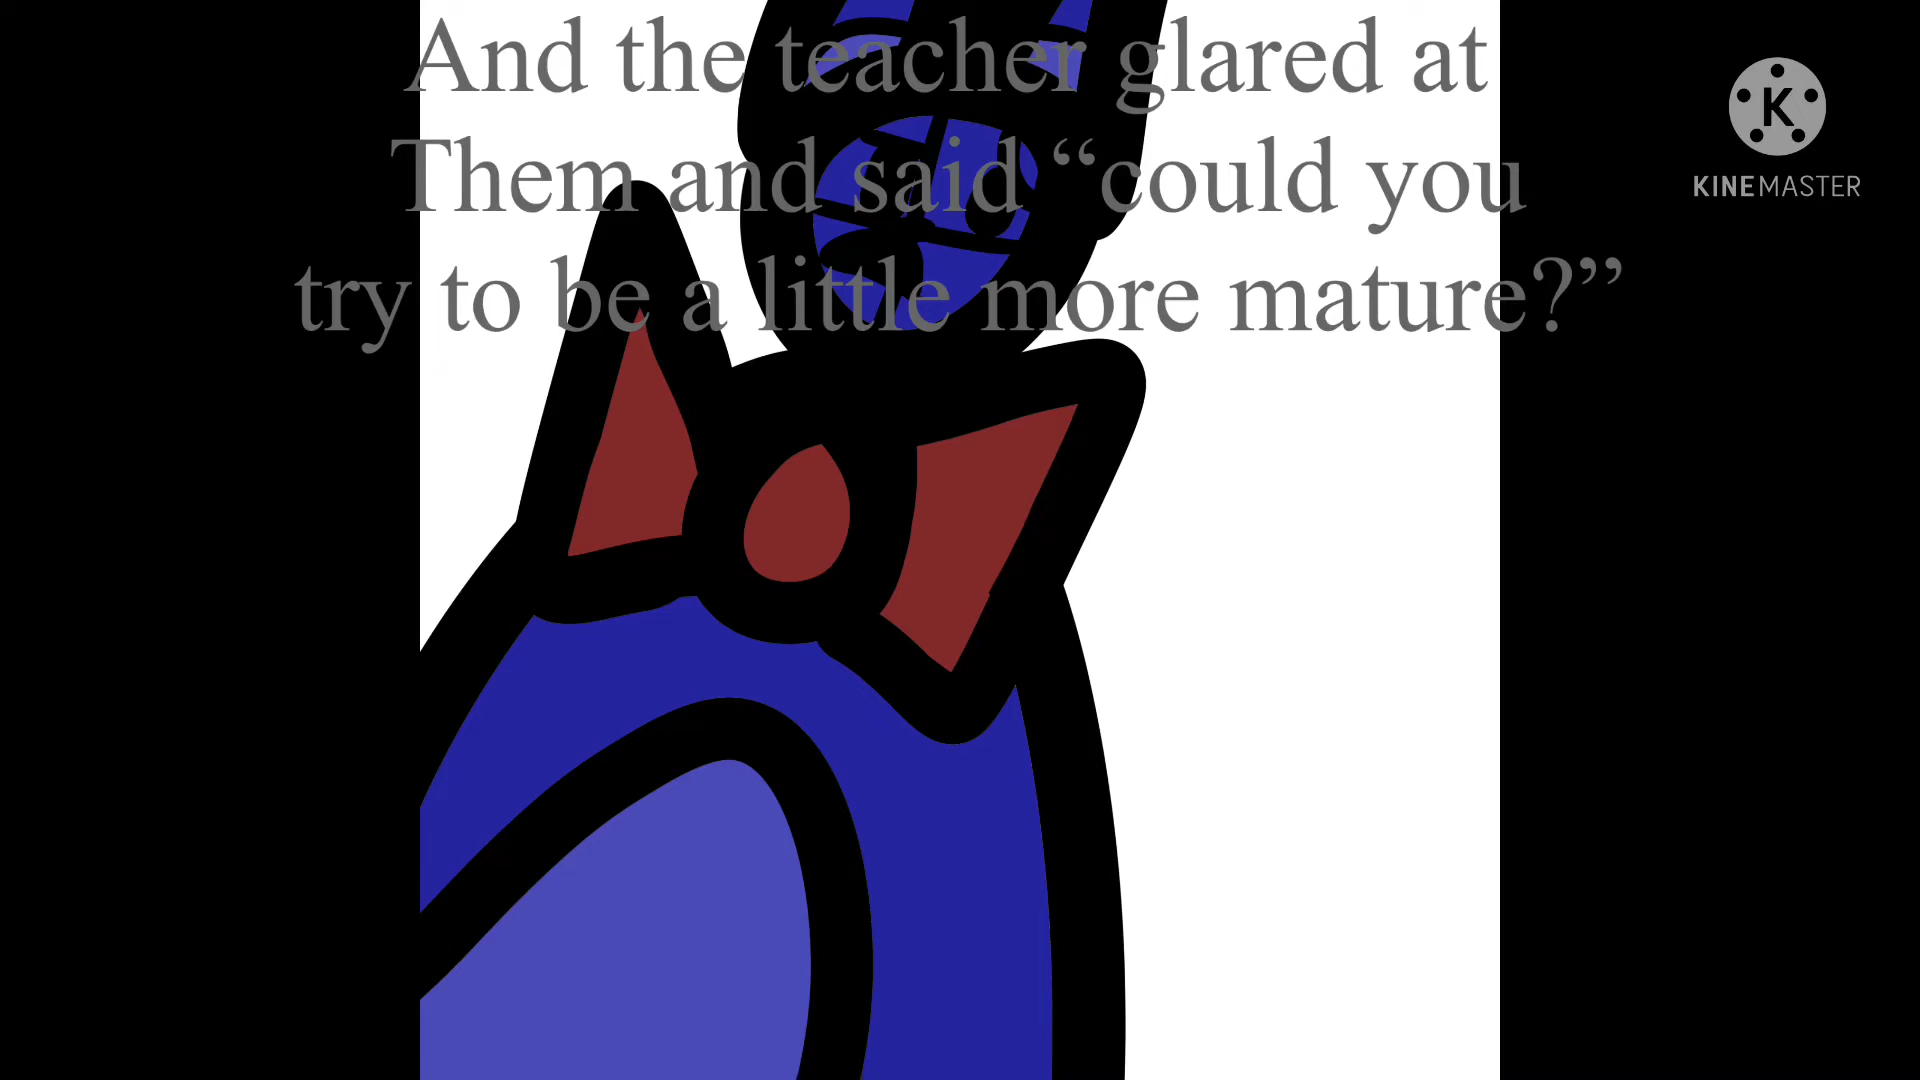 And the teacher glared at
Them and said “could you
try to be a little more mature?”
K
KINEMASTER